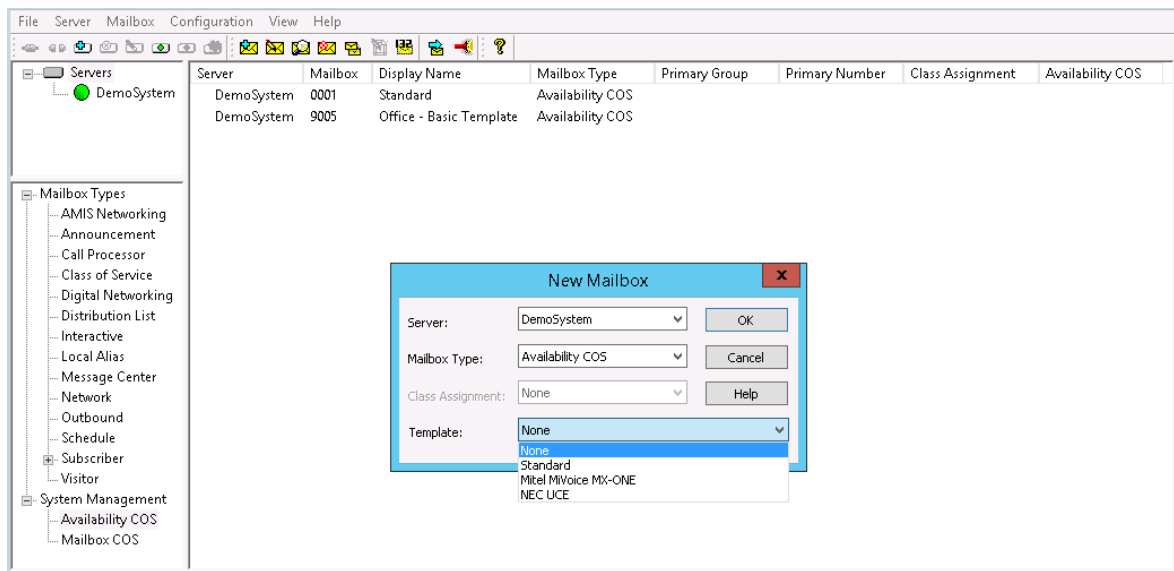 File Server Mailbox Configuration View Help
Servers
DemoSystem
Server Mailbox Display Name Mailbox Type Primary Group Primary Number Class Assignment Availability COS
DemoSystem 0001 Standard Availability COS
DemoSystem 9005 Office - Basic Template Availability COS
Mailbox Types
AMIS Networking
Announcement
Call Processor
Class of Service
Digital Networking
Distribution List
Interactive
Local Alias
Message Center
Network
Outbound
Schedule
Subscriber
Visitor
System Management
Availability COS
Mailbox COS
New Mailbox
Server: DemoSystem OK
Mailbox Type: Availability COS Cancel
Class Assignment: None Help
Template: None
None
Standard
Mitel MiVoice MX-ONE
NEC UCE